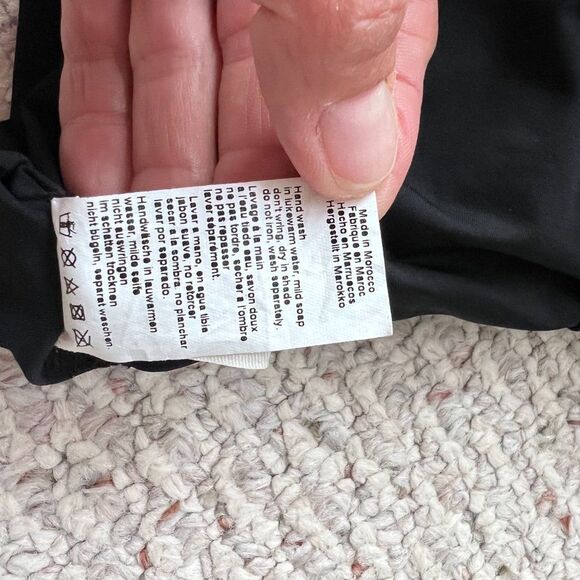 Made in Morocco
Fabriqué en Maroc
Hecho en Marruecos
Hergestellt in Marokko
Hand wash
in lukewarm water, mild soap
don't wring, dry in shade
do not iron, wash separately.
Lavage à la main
à l'eau tiède eau, savon doux
ne pas tordre, sécher à l'ombre
ne pas repasser
laver séparément.
Lavar a mano, en agua tibia
jabon suave, no retorcer
secar a la sombra, no planchar
lavar por separado.
Handwäsche in lauwarmen
wasser, milde seife
nicht auswringen
im schatten trocknen
nicht bügeln, separat waschen